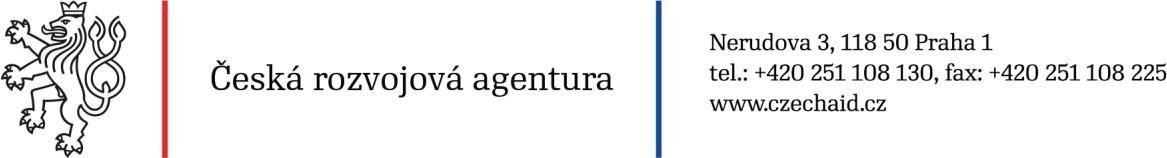 Česká rozvojová agentura
Nerudova 3, 118 50 Praha 1
tel.: +420 251 108 130, fax: +420 251 108 225
www.czechaid.cz